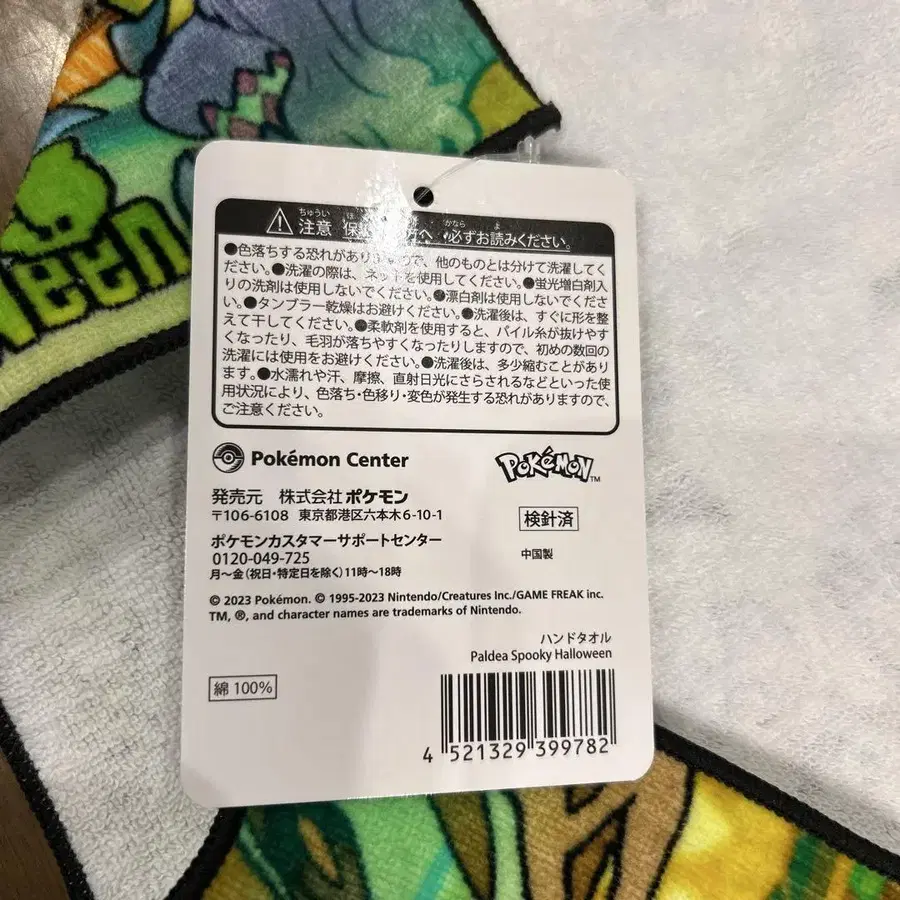 een
ちゅうい ほ かなら よ
注意 保 方へ 必ずお読みください。
●色落ちする恐れがありますので、他のものとは分けて洗濯してく
ださい。●洗濯の際は、ネットを使用してください。●蛍光増白剤入
りの洗剤は使用しないでください。●漂白剤は使用しないでくださ
い。●タンブラー乾燥はお避けください。●洗濯後は、すぐに形を整
えて干してください。●柔軟剤を使用すると、パイル糸が抜けやす
くなったり、毛羽が落ちやすくなったりしますので、初めの数回の
洗濯には使用をお避けください。●洗濯後は、多少縮むことがあり
ます。●水濡れや汗、摩擦、直射日光にさらされるなどといった使
用状況により、色落ち・色移り・変色が発生する恐れがありますので、
ご注意ください。
Pokémon Center
POKéMON™
発売元 株式会社ポケモン
〒106-6108 東京都港区六本木6-10-1
検針済
ポケモンカスタマーサポートセンター
0120-049-725
中国製
月〜金(祝日・特定日を除く)11時〜18時
© 2023 Pokémon. © 1995-2023 Nintendo/Creatures Inc./GAME FREAK inc.
TM, ®, and character names are trademarks of Nintendo.
ハンドタオル
Paldea Spooky Halloween
綿 100%
4 521329 399782